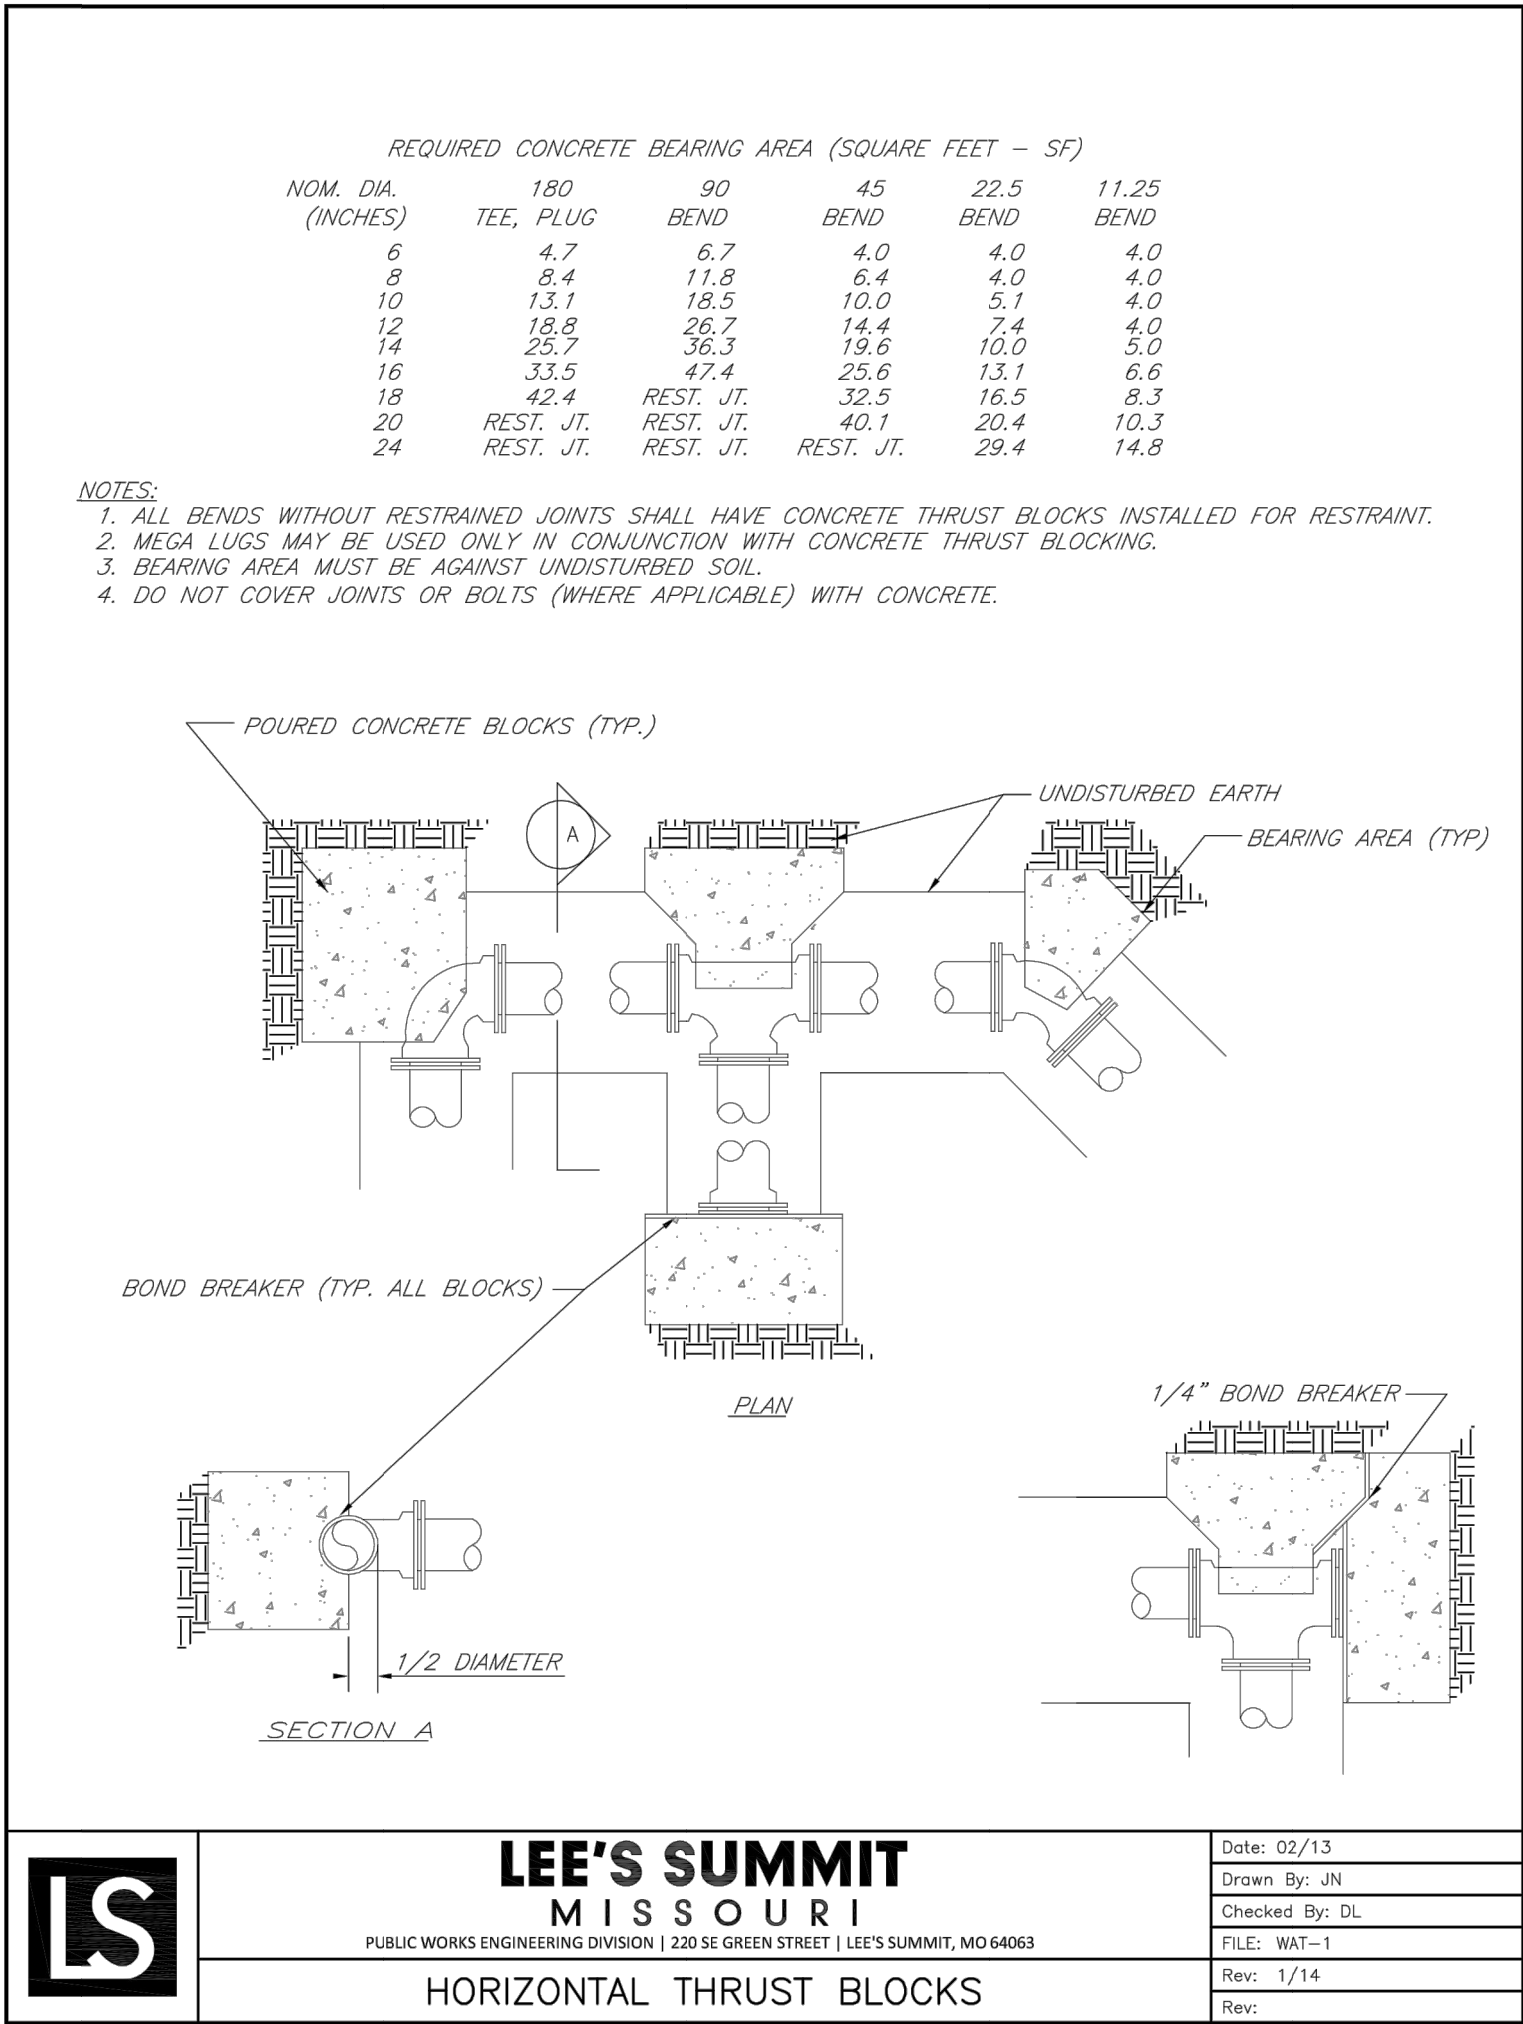 REQUIRED CONCRETE BEARING AREA (SQUARE FEET - SF)
NOM. DIA. 180 90 45 22.5 11.25
(INCHES) TEE, PLUG BEND BEND BEND BEND
6 4.7 6.7 4.0 4.0 4.0
8 8.4 11.8 6.4 4.0 4.0
10 13.1 18.5 10.0 5.1 4.0
12 18.8 26.7 14.4 7.4 4.0
14 25.7 36.3 19.6 10.0 5.0
16 33.5 47.4 25.6 13.1 6.6
18 42.4 REST. JT. 32.5 16.5 8.3
20 REST. JT. REST. JT. 40.1 20.4 10.3
24 REST. JT. REST. JT. REST. JT. 29.4 14.8
NOTES:
1. ALL BENDS WITHOUT RESTRAINED JOINTS SHALL HAVE CONCRETE THRUST BLOCKS INSTALLED FOR RESTRAINT.
2. MEGA LUGS MAY BE USED ONLY IN CONJUNCTION WITH CONCRETE THRUST BLOCKING.
3. BEARING AREA MUST BE AGAINST UNDISTURBED SOIL.
4. DO NOT COVER JOINTS OR BOLTS (WHERE APPLICABLE) WITH CONCRETE.
POURED CONCRETE BLOCKS (TYP.)
UNDISTURBED EARTH
A
BEARING AREA (TYP)
BOND BREAKER (TYP. ALL BLOCKS)
PLAN
1/4" BOND BREAKER
1/2 DIAMETER
SECTION A
LS
LEE'S SUMMIT
MISSOURI
PUBLIC WORKS ENGINEERING DIVISION | 220 SE GREEN STREET | LEE'S SUMMIT, MO 64063
HORIZONTAL THRUST BLOCKS
Date: 02/13
Drawn By: JN
Checked By: DL
FILE: WAT-1
Rev: 1/14
Rev: